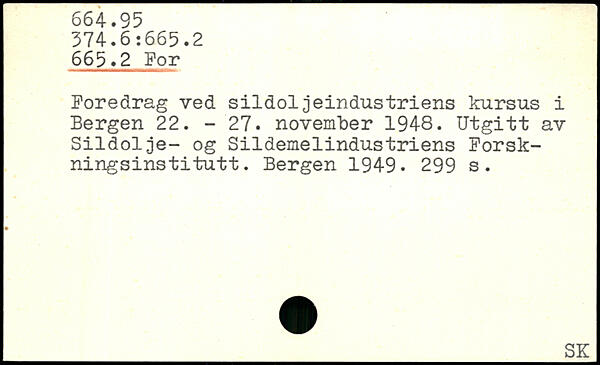 664.95
374.6:665.2
665.2 For
Foredrag ved sildoljeindustriens kursus i
Bergen 22. - 27. november 1948. Utgitt av
Sildolje- og Sildemelindustriens Forsk-
ningsinstitutt. Bergen 1949. 299 s.
SK